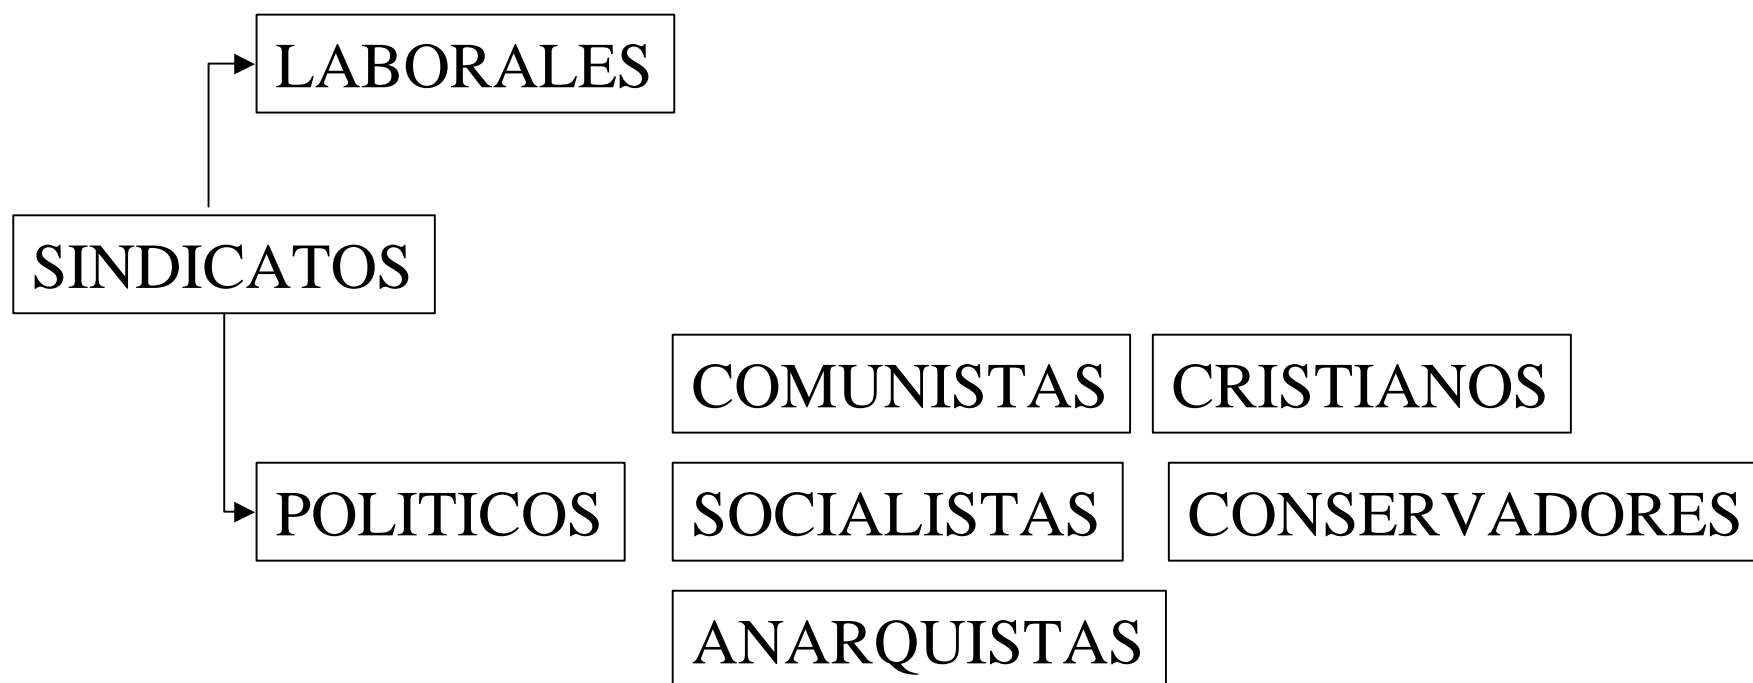 LABORALES
SINDICATOS
COMUNISTAS
CRISTIANOS
POLITICOS
SOCIALISTAS
CONSERVADORES
ANARQUISTAS